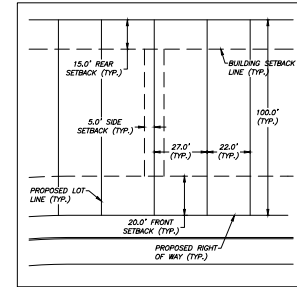 15.0' REAR
SETBACK (TYP.)
BUILDING SETBACK
LINE (TYP.)
5.0' SIDE
SETBACK (TYP.)
100.0'
(TYP.)
27.0'
(TYP.)
22.0'
(TYP.)
PROPOSED LOT
LINE (TYP.)
20.0' FRONT
SETBACK (TYP.)
PROPOSED RIGHT
OF WAY (TYP.)